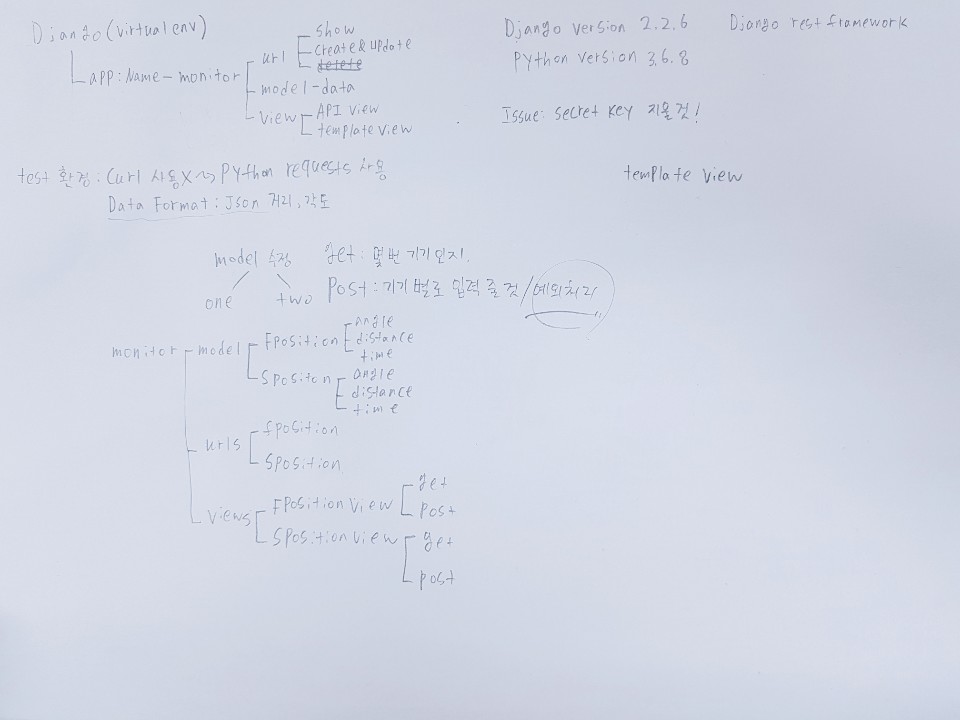 Django(virtual env)
app:Name-monitor
url
show
create&update
delete
model-data
view
API view
template view
Django version 2.2.6
Django rest framework
Python version 3.6.8
Issue: secret key 지울 것!
test 환경: Curl 사용X → Python requests 사용
Data Format: Json 거리, 각도
template view
model 수정
one
two
get: 몇번 기기인지.
Post: 기기별로 입력 줄 것/예외처리
monitor
model
Fposition
Angle
distance
time
Spositon
angle
distance
time
urls
fposition
Sposition
Views
FPosition View
get
post
SPosition View
get
post